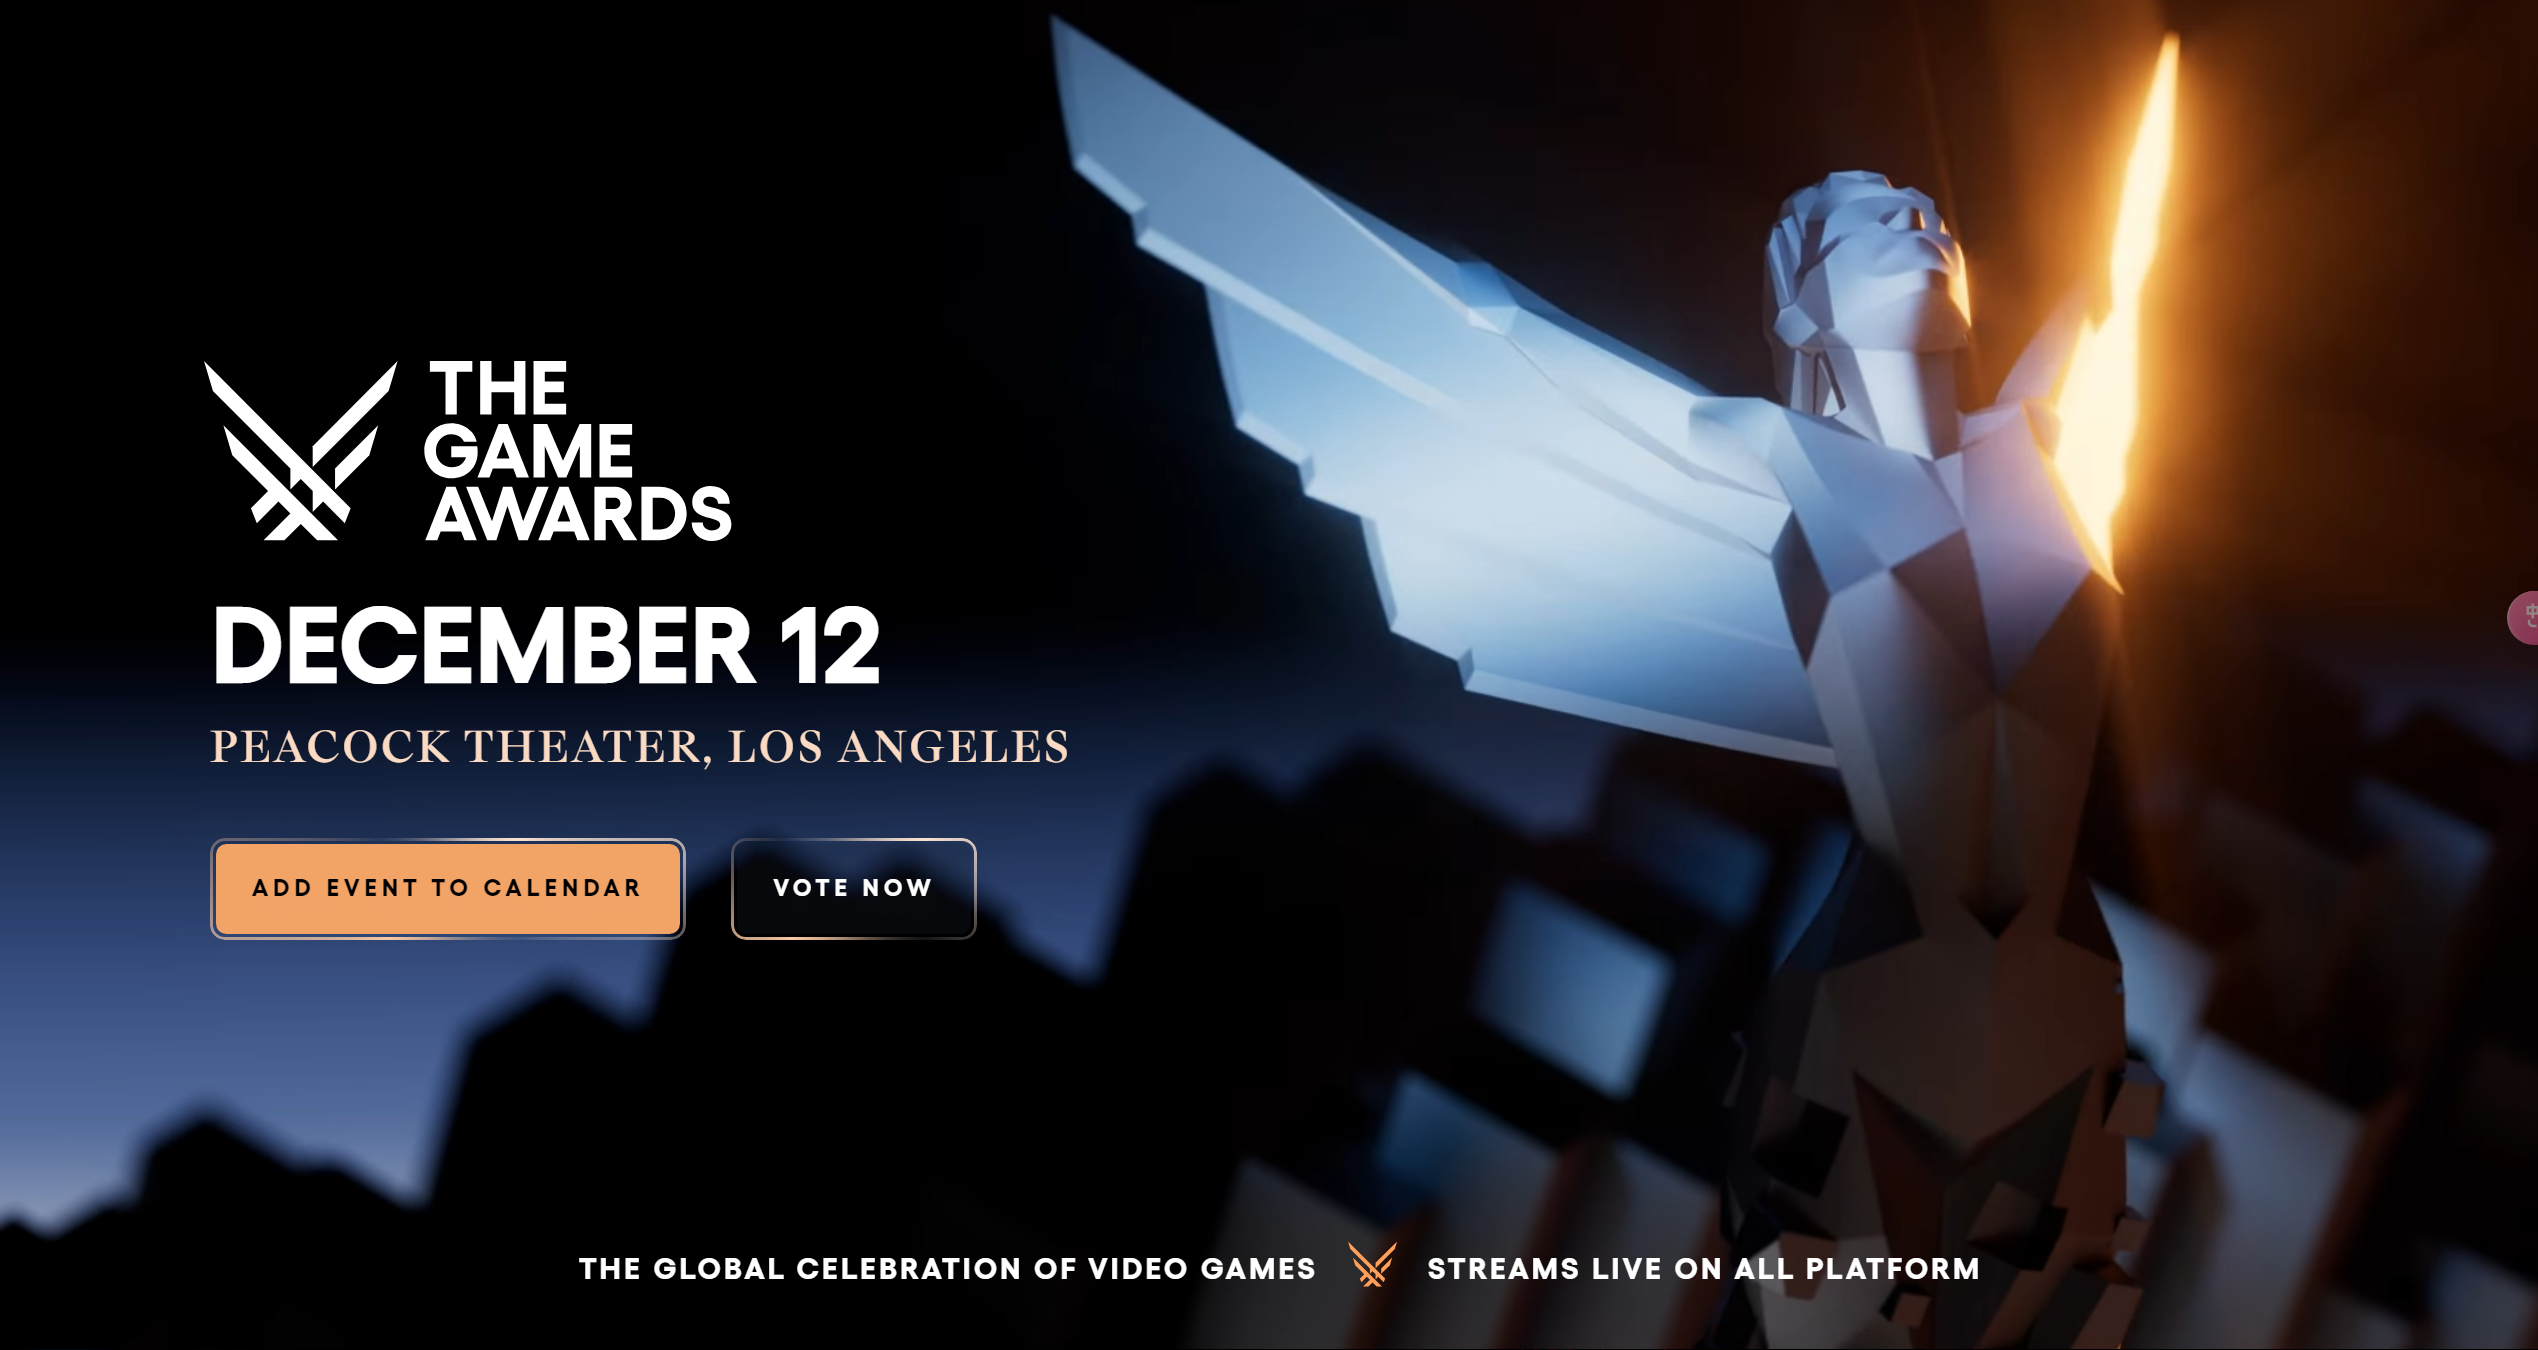 THE
GAME
AWARDS
DECEMBER 12
PEACOCK THEATER, LOS ANGELES
ADD EVENT TO CALENDAR
VOTE NOW
THE GLOBAL CELEBRATION OF VIDEO GAMES
STREAMS LIVE ON ALL PLATFORM